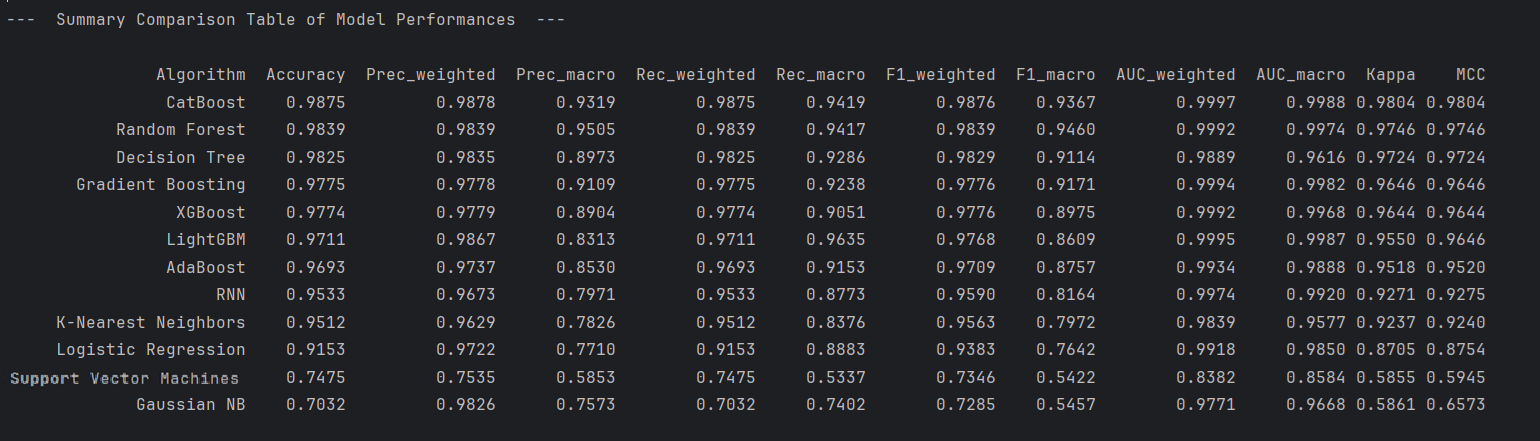 --- Summary Comparison Table of Model Performances ---
Algorithm Accuracy Prec_weighted Prec_macro Rec_weighted Rec_macro F1_weighted F1_macro AUC_weighted AUC_macro Kappa MCC
CatBoost 0.9875 0.9878 0.9319 0.9875 0.9419 0.9876 0.9367 0.9997 0.9988 0.9804 0.9804
Random Forest 0.9839 0.9839 0.9505 0.9839 0.9417 0.9839 0.9460 0.9992 0.9974 0.9746 0.9746
Decision Tree 0.9825 0.9835 0.8973 0.9825 0.9286 0.9829 0.9114 0.9889 0.9616 0.9724 0.9724
Gradient Boosting 0.9775 0.9778 0.9109 0.9775 0.9238 0.9776 0.9171 0.9994 0.9982 0.9646 0.9646
XGBoost 0.9774 0.9779 0.8904 0.9774 0.9051 0.9776 0.8975 0.9992 0.9968 0.9644 0.9644
LightGBM 0.9711 0.9867 0.8313 0.9711 0.9635 0.9768 0.8609 0.9995 0.9987 0.9550 0.9646
AdaBoost 0.9693 0.9737 0.8530 0.9693 0.9153 0.9709 0.8757 0.9934 0.9888 0.9518 0.9520
RNN 0.9533 0.9673 0.7971 0.9533 0.8773 0.9590 0.8164 0.9974 0.9920 0.9271 0.9275
K-Nearest Neighbors 0.9512 0.9629 0.7826 0.9512 0.8376 0.9563 0.7972 0.9839 0.9577 0.9237 0.9240
Logistic Regression 0.9153 0.9722 0.7710 0.9153 0.8883 0.9383 0.7642 0.9918 0.9850 0.8705 0.8754
Support Vector Machines 0.7475 0.7535 0.5853 0.7475 0.5337 0.7346 0.5422 0.8382 0.8584 0.5855 0.5945
Gaussian NB 0.7032 0.9826 0.7573 0.7032 0.7402 0.7285 0.5457 0.9771 0.9668 0.5861 0.6573